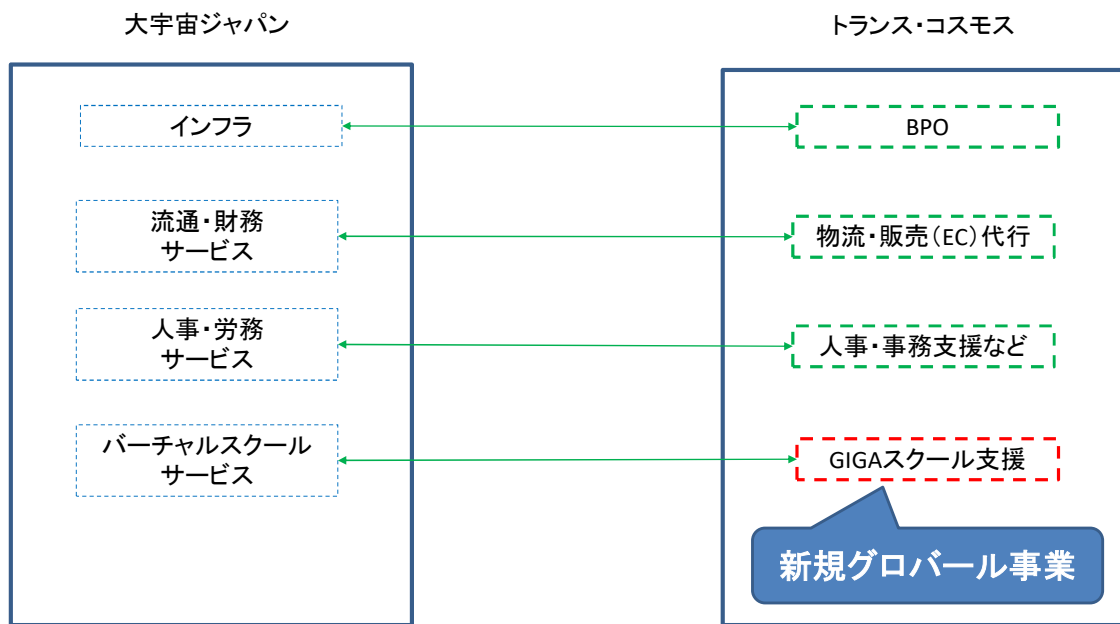 大宇宙ジャパン
トランス・コスモス
インフラ
BPO
流通・財務
サービス
物流・販売(EC)代行
人事・労務
サービス
人事・事務支援など
バーチャルスクール
サービス
GIGAスクール支援
新規グロバール事業